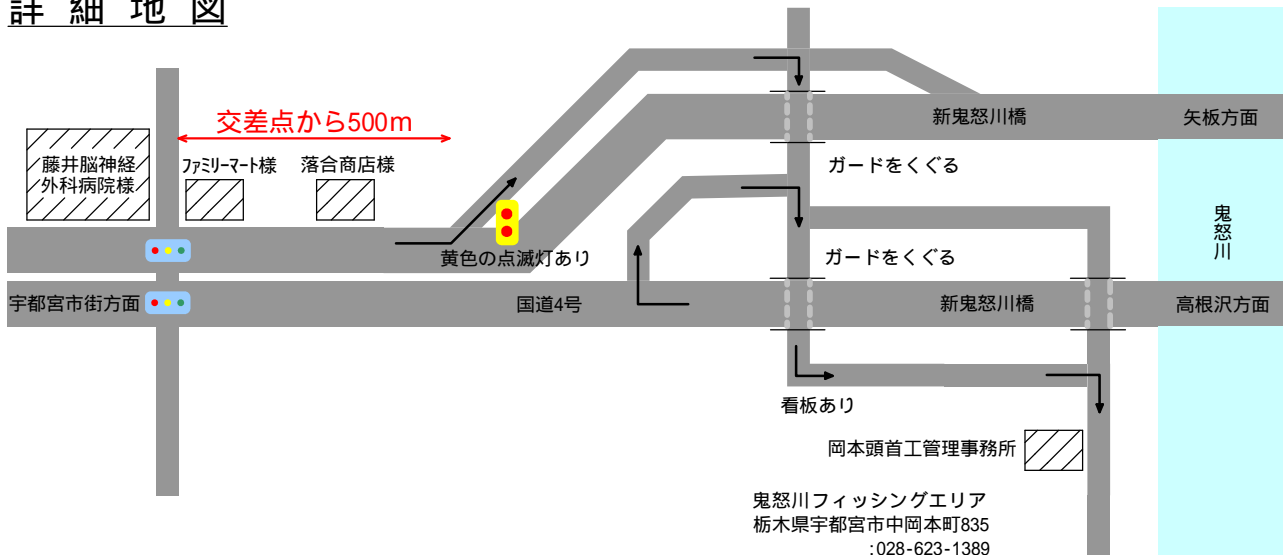 詳細地図
交差点から500m
藤井脳神経
外科病院様
ファミリーマート様
落合商店様
新鬼怒川橋
矢板方面
ガードをくぐる
鬼怒川
黄色の点滅灯あり
ガードをくぐる
宇都宮市街方面
国道4号
新鬼怒川橋
高根沢方面
看板あり
岡本頭首工管理事務所
鬼怒川フィッシングエリア
栃木県宇都宮市中岡本町835
:028-623-1389